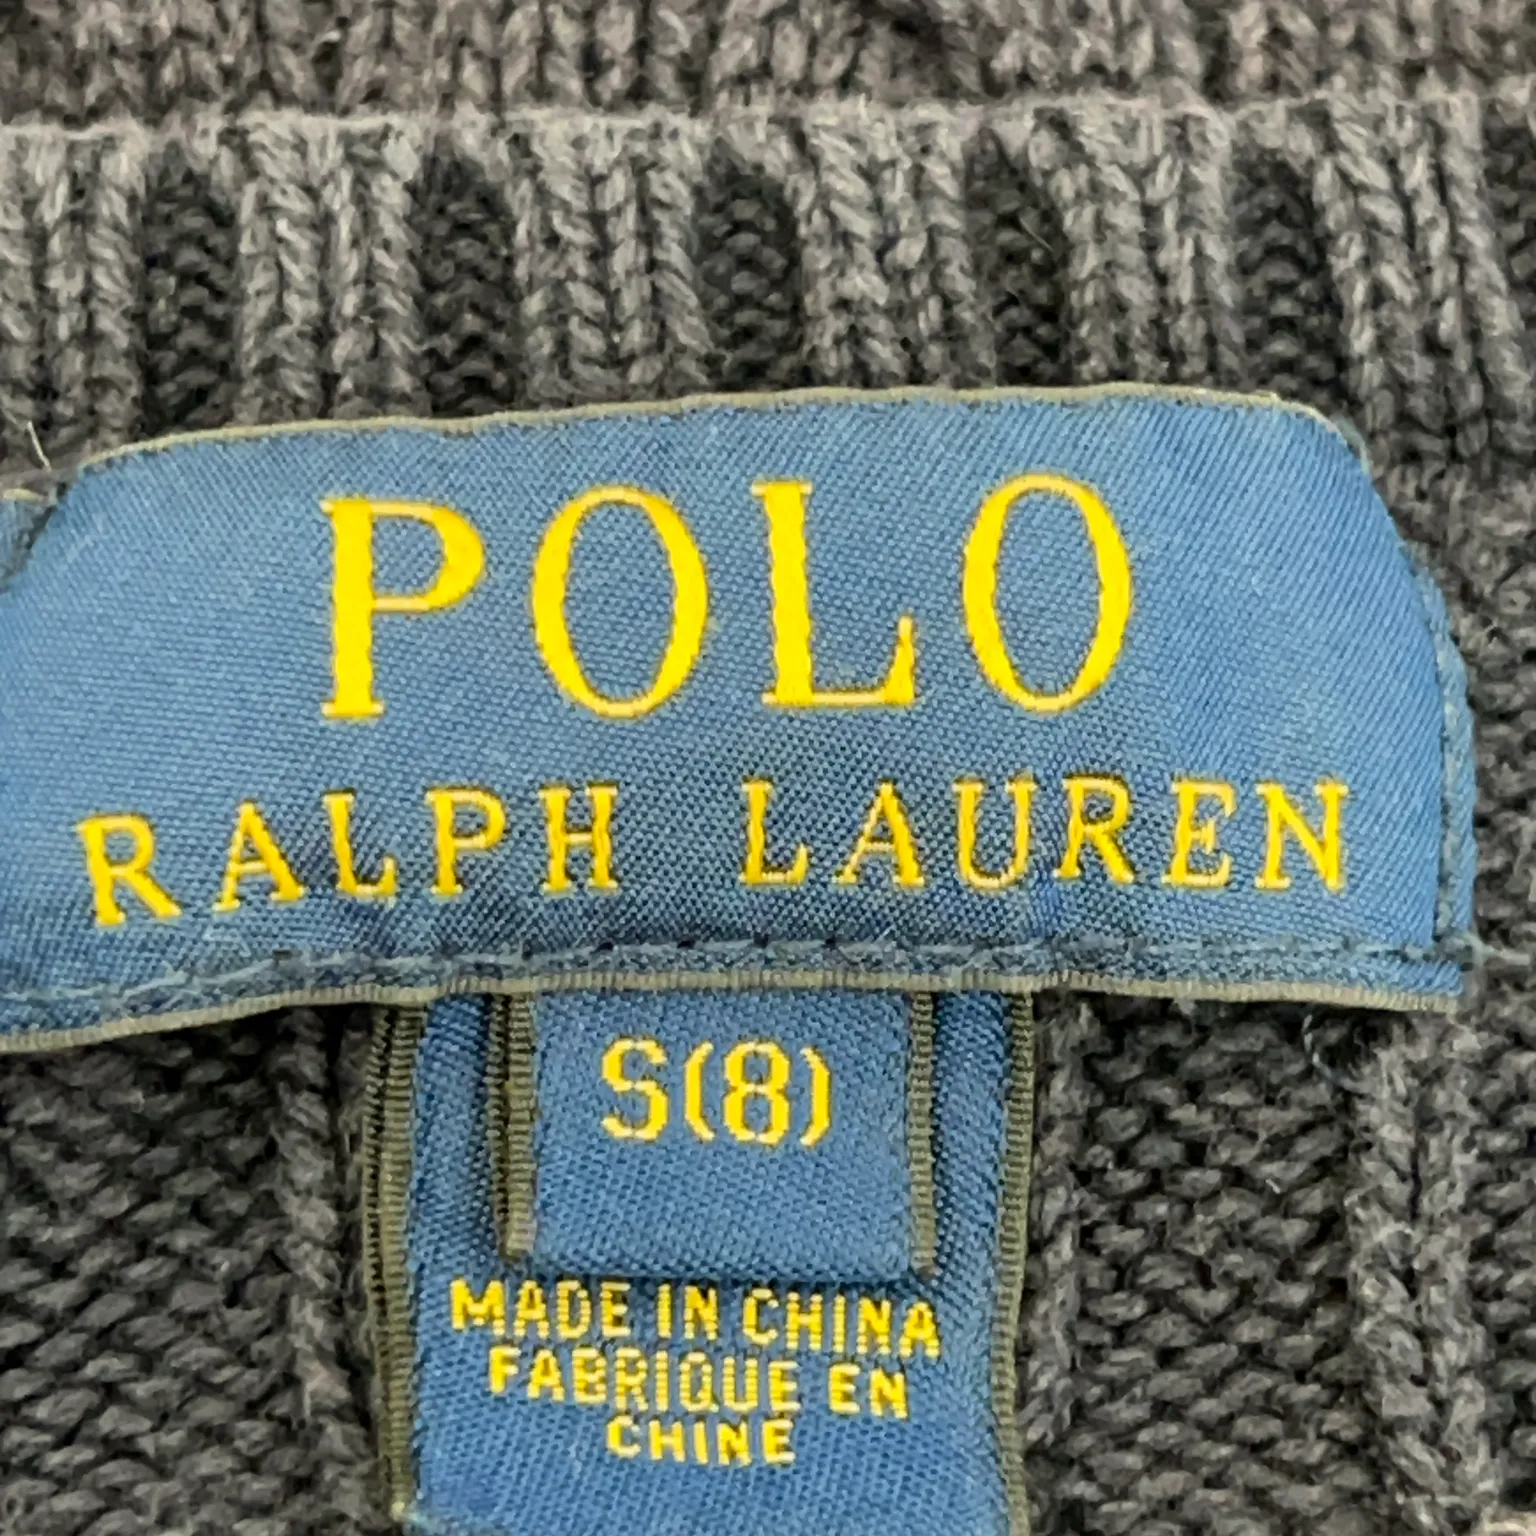 POLO
RALPH LAUREN
S(8)
MADE IN CHINA
FABRIQUE EN
CHINE